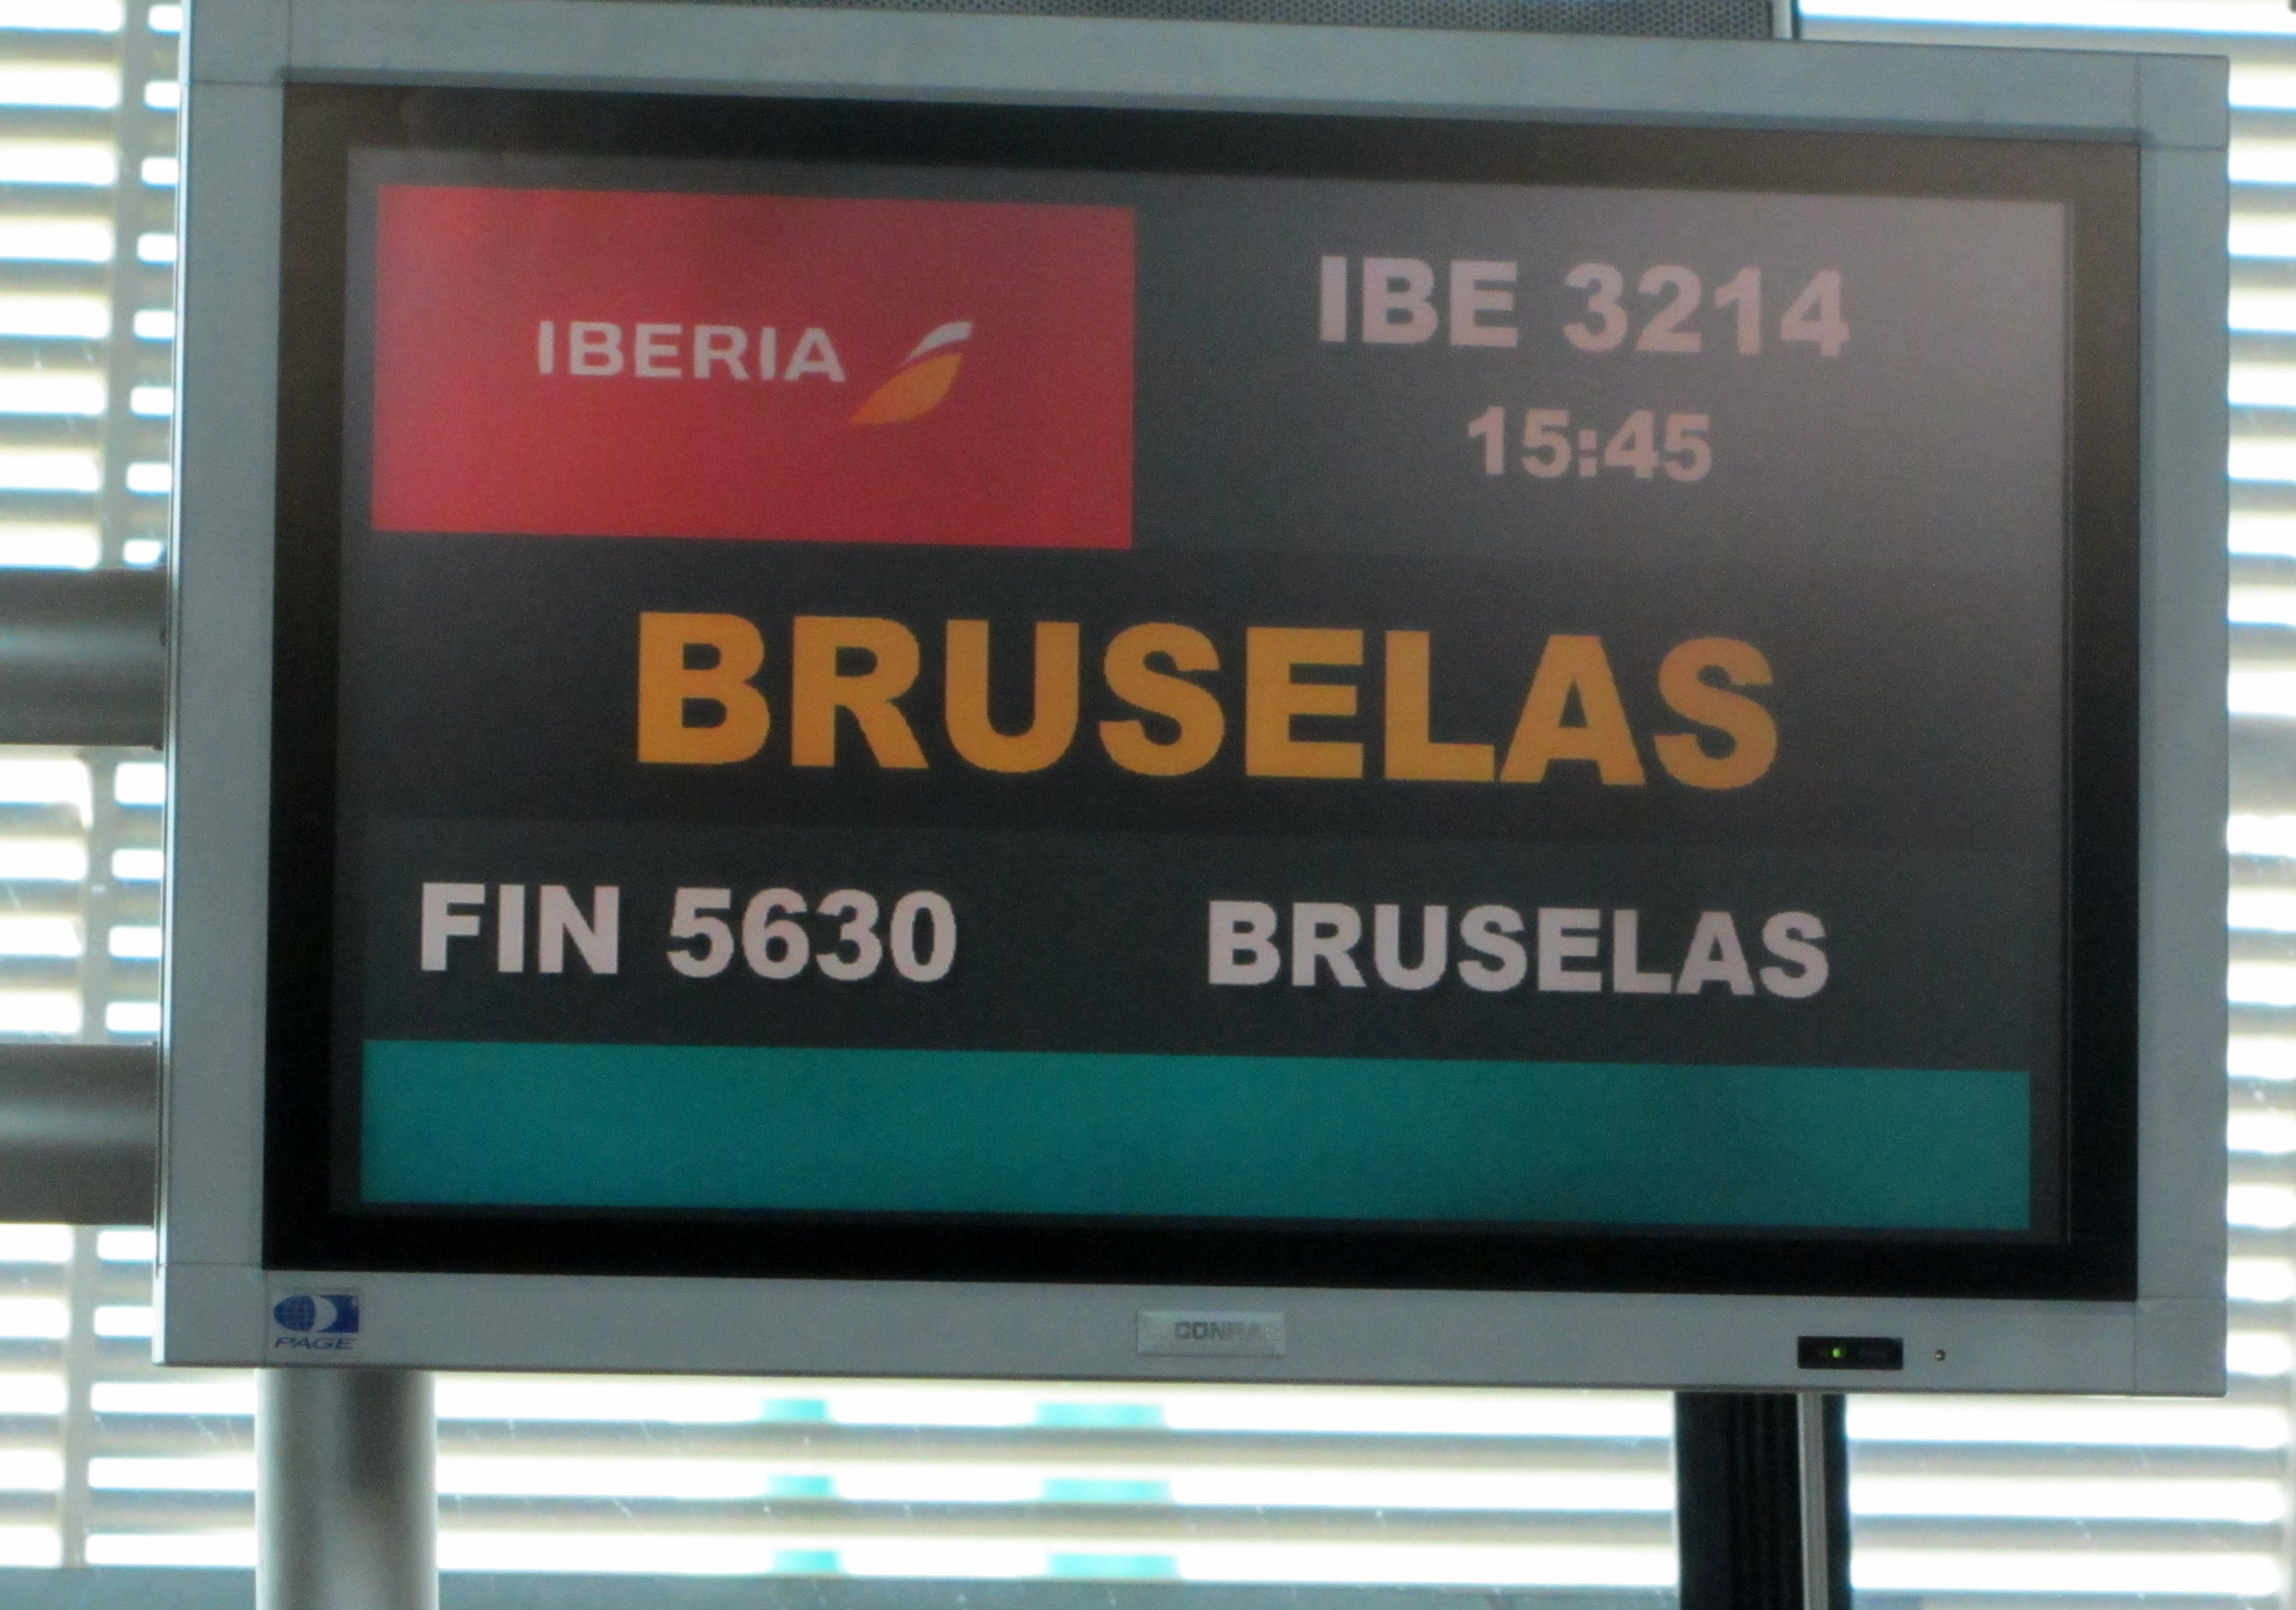 IBERIA
IBE 3214
15:45
BRUSELAS
FIN 5630 BRUSELAS
PAGE